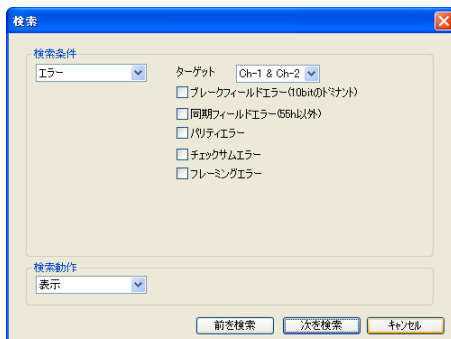 検索
検索条件
エラー
ターゲット
Ch-1 & Ch-2
ブレークフィールドエラー(10bitのドミナント)
同期フィールドエラー(55h以外)
パリティエラー
チェックサムエラー
フレーミングエラー
検索動作
表示
前を検索
次を検索
キャンセル